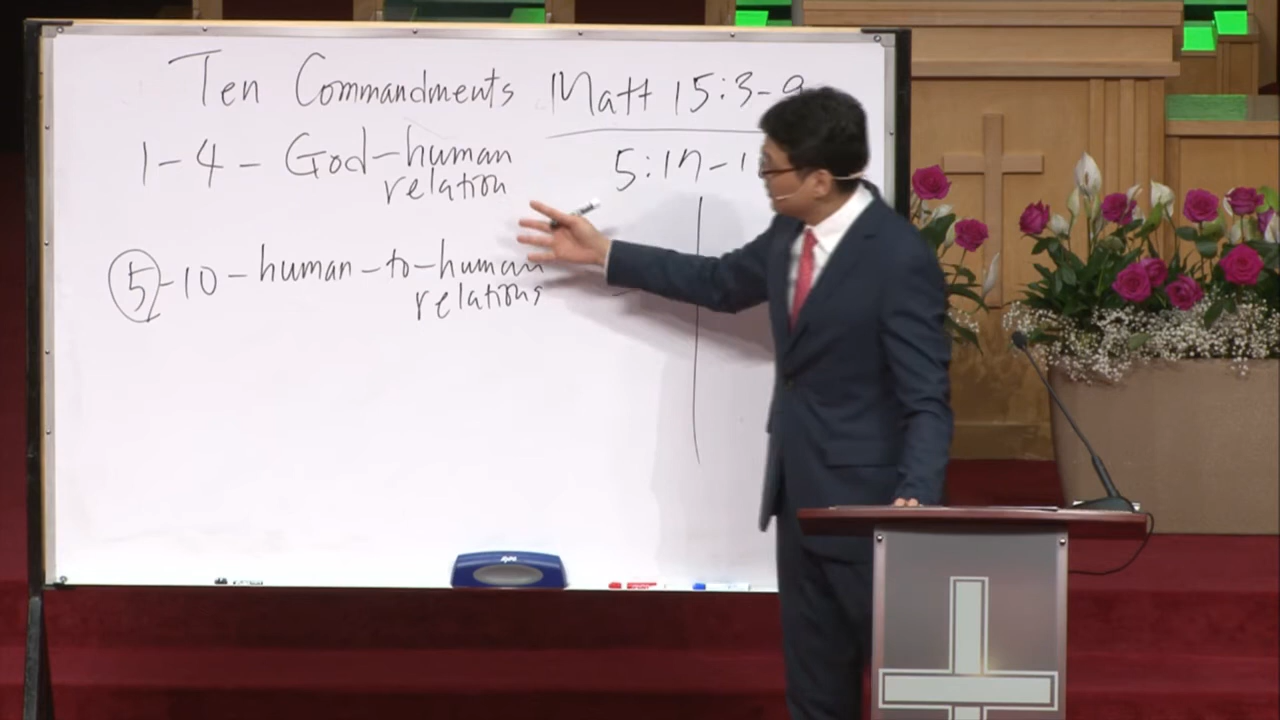 Ten Commandments Matt 15:3-9
1-4 - God-human
relation
5:17-1
5-10 - human-to-human
relations